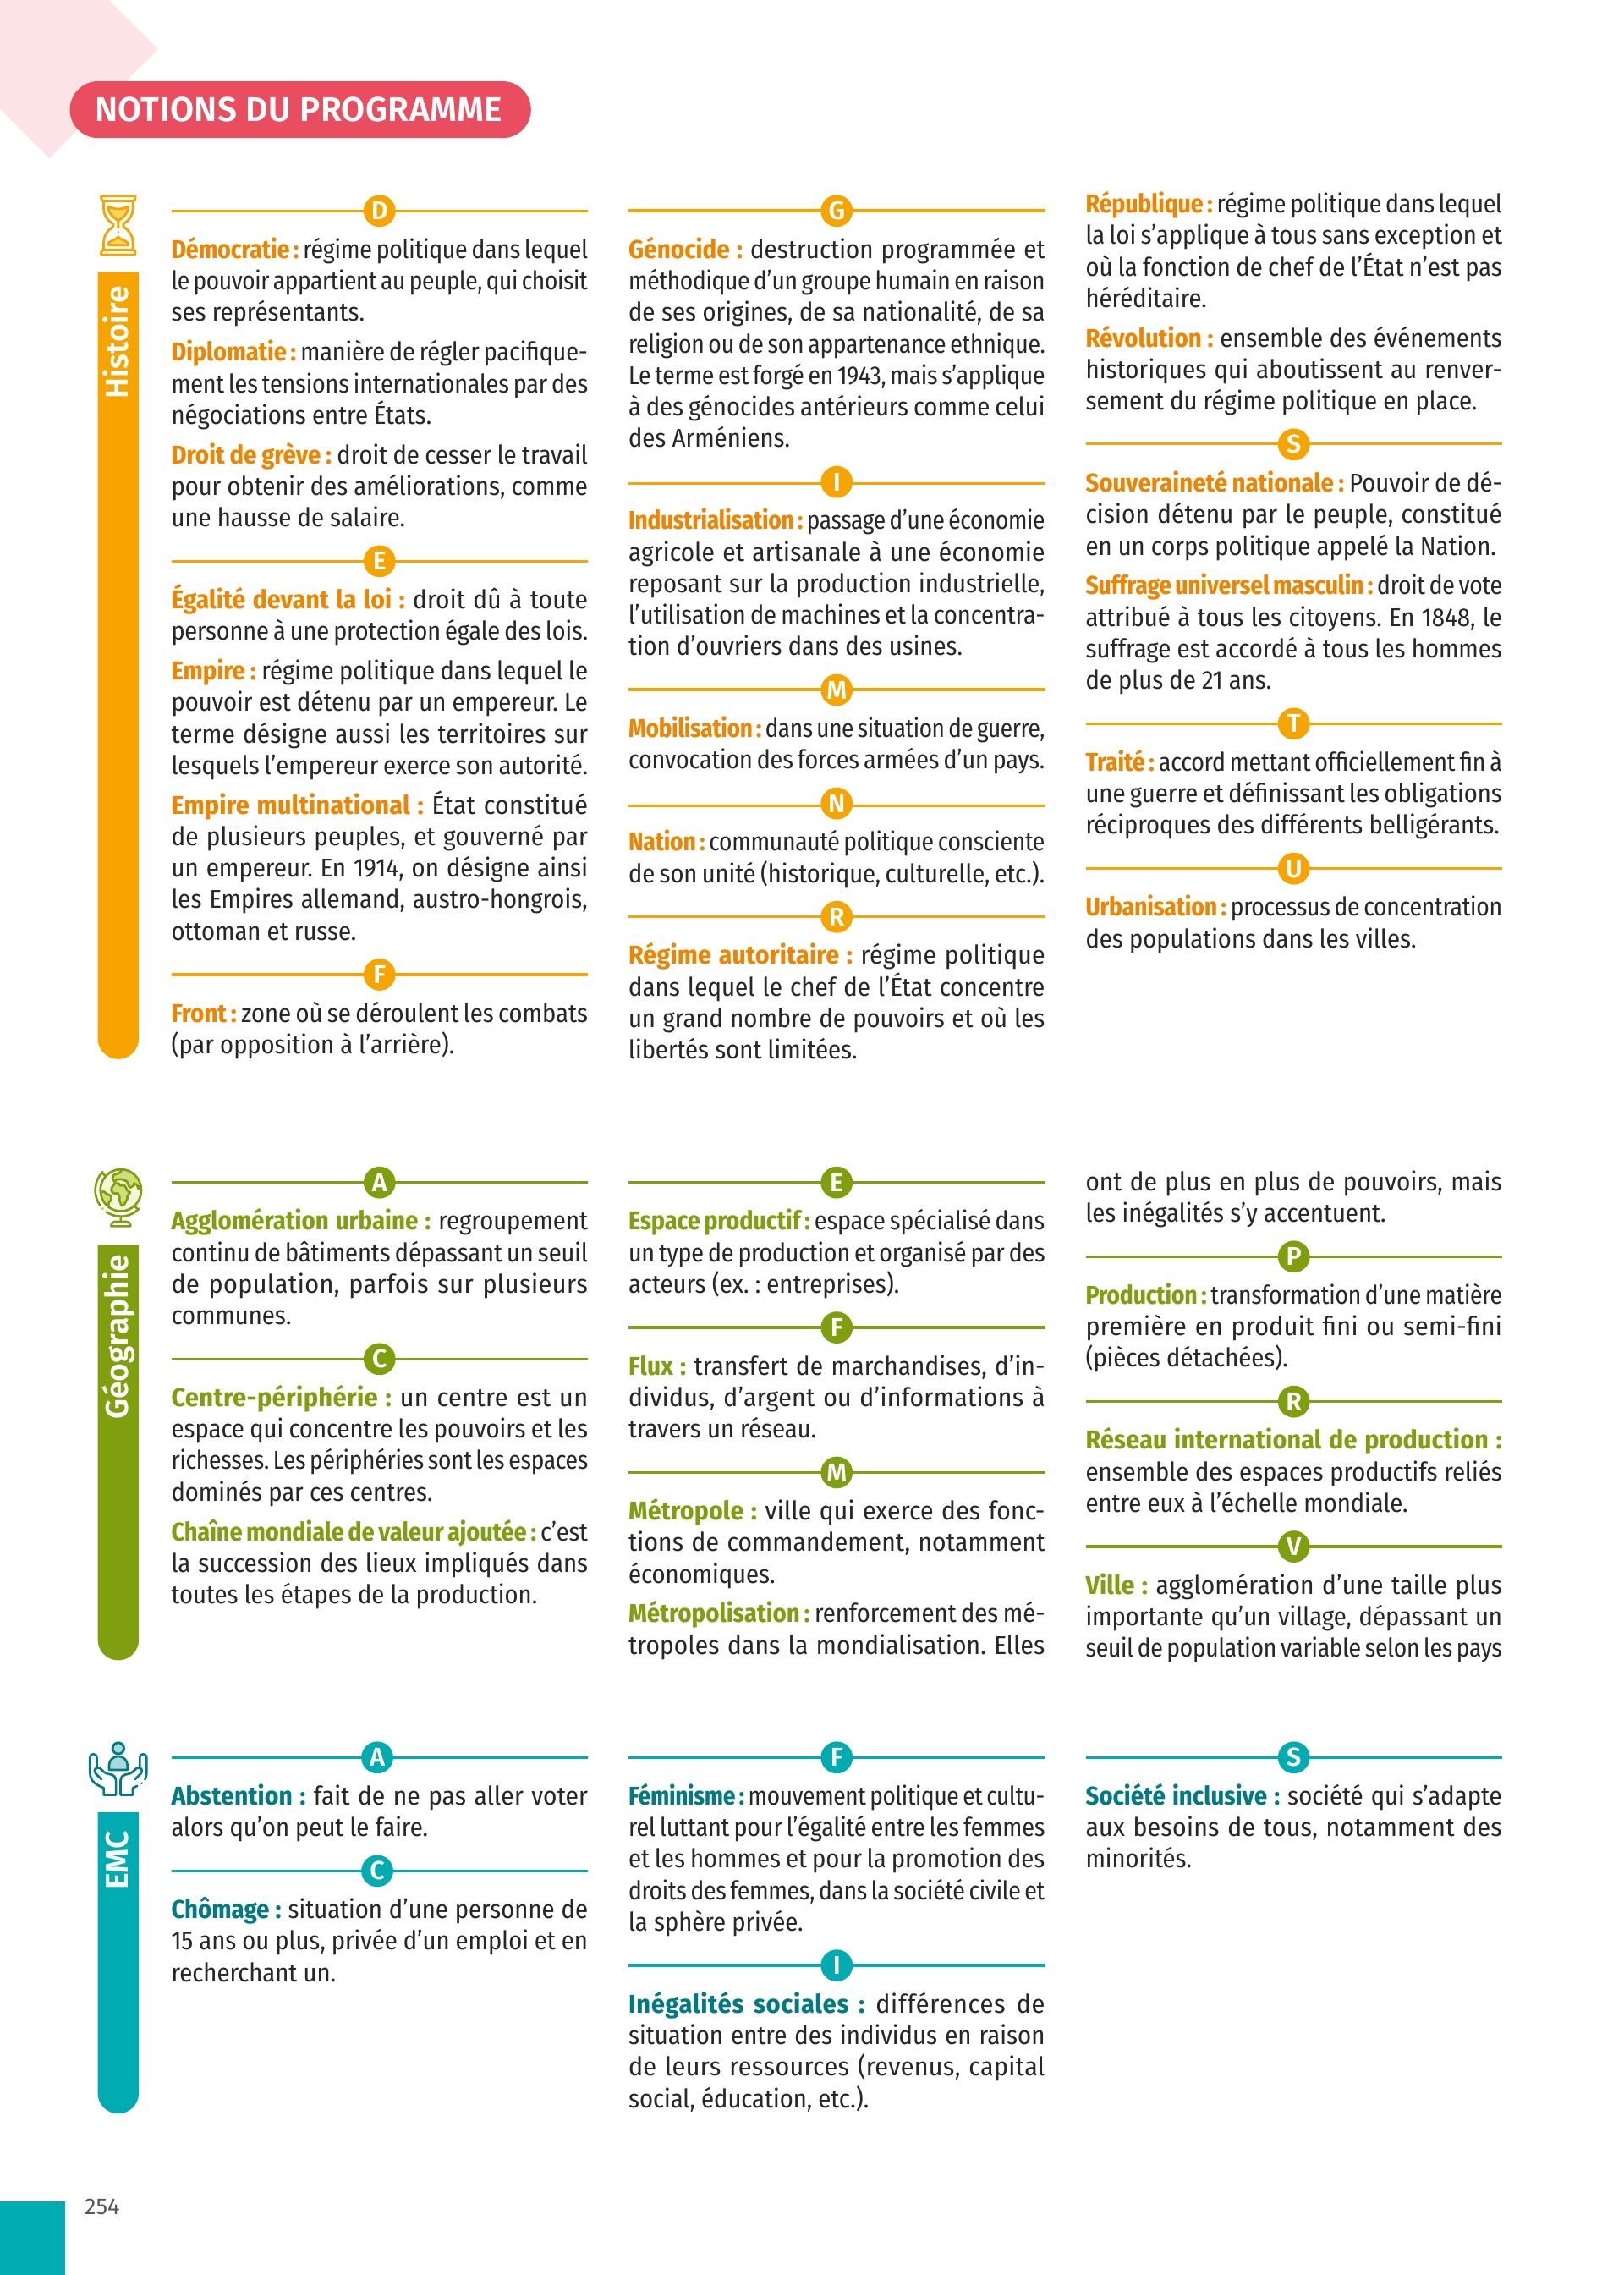 NOTIONS DU PROGRAMME
Histoire
D
Démocratie : régime politique dans lequel
le pouvoir appartient au peuple, qui choisit
ses représentants.
Diplomatie : manière de régler pacifique-
ment les tensions internationales par des
négociations entre États.
Droit de grève : droit de cesser le travail
pour obtenir des améliorations, comme
une hausse de salaire.
E
Égalité devant la loi : droit dû à toute
personne à une protection égale des lois.
Empire : régime politique dans lequel le
pouvoir est détenu par un empereur. Le
terme désigne aussi les territoires sur
lesquels l’empereur exerce son autorité.
Empire multinational : État constitué
de plusieurs peuples, et gouverné par
un empereur. En 1914, on désigne ainsi
les Empires allemand, austro-hongrois,
ottoman et russe.
F
Front : zone où se déroulent les combats
(par opposition à l’arrière).
G
Génocide : destruction programmée et
méthodique d’un groupe humain en raison
de ses origines, de sa nationalité, de sa
religion ou de son appartenance ethnique.
Le terme est forgé en 1943, mais s’applique
à des génocides antérieurs comme celui
des Arméniens.
I
Industrialisation : passage d’une économie
agricole et artisanale à une économie
reposant sur la production industrielle,
l’utilisation de machines et la concentra-
tion d’ouvriers dans des usines.
M
Mobilisation : dans une situation de guerre,
convocation des forces armées d’un pays.
N
Nation : communauté politique consciente
de son unité (historique, culturelle, etc.).
R
Régime autoritaire : régime politique
dans lequel le chef de l’État concentre
un grand nombre de pouvoirs et où les
libertés sont limitées.
République : régime politique dans lequel
la loi s’applique à tous sans exception et
où la fonction de chef de l’État n’est pas
héréditaire.
Révolution : ensemble des événements
historiques qui aboutissent au renver-
sement du régime politique en place.
S
Souveraineté nationale : Pouvoir de dé-
cision détenu par le peuple, constitué
en un corps politique appelé la Nation.
Suffrage universel masculin : droit de vote
attribué à tous les citoyens. En 1848, le
suffrage est accordé à tous les hommes
de plus de 21 ans.
T
Traité : accord mettant officiellement fin à
une guerre et définissant les obligations
réciproques des différents belligérants.
U
Urbanisation : processus de concentration
des populations dans les villes.
Géographie
A
Agglomération urbaine : regroupement
continu de bâtiments dépassant un seuil
de population, parfois sur plusieurs
communes.
C
Centre-périphérie : un centre est un
espace qui concentre les pouvoirs et les
richesses. Les périphéries sont les espaces
dominés par ces centres.
Chaîne mondiale de valeur ajoutée : c’est
la succession des lieux impliqués dans
toutes les étapes de la production.
E
Espace productif : espace spécialisé dans
un type de production et organisé par des
acteurs (ex. : entreprises).
F
Flux : transfert de marchandises, d’in-
dividus, d’argent ou d’informations à
travers un réseau.
M
Métropole : ville qui exerce des fonc-
tions de commandement, notamment
économiques.
Métropolisation : renforcement des mé-
tropoles dans la mondialisation. Elles
ont de plus en plus de pouvoirs, mais
les inégalités s’y accentuent.
P
Production : transformation d’une matière
première en produit fini ou semi-fini
(pièces détachées).
R
Réseau international de production :
ensemble des espaces productifs reliés
entre eux à l’échelle mondiale.
V
Ville : agglomération d’une taille plus
importante qu’un village, dépassant un
seuil de population variable selon les pays
EMC
A
Abstention : fait de ne pas aller voter
alors qu’on peut le faire.
C
Chômage : situation d’une personne de
15 ans ou plus, privée d’un emploi et en
recherchant un.
F
Féminisme : mouvement politique et cultu-
rel luttant pour l’égalité entre les femmes
et les hommes et pour la promotion des
droits des femmes, dans la société civile et
la sphère privée.
I
Inégalités sociales : différences de
situation entre des individus en raison
de leurs ressources (revenus, capital
social, éducation, etc.).
S
Société inclusive : société qui s’adapte
aux besoins de tous, notamment des
minorités.
254